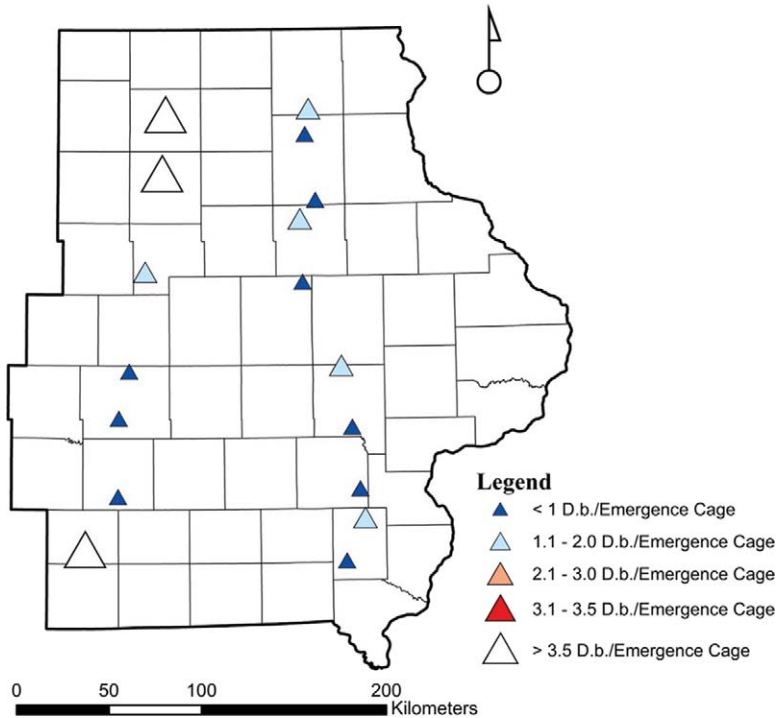 Legend
< 1 D.b./Emergence Cage
1.1 - 2.0 D.b./Emergence Cage
2.1 - 3.0 D.b./Emergence Cage
3.1 - 3.5 D.b./Emergence Cage
> 3.5 D.b./Emergence Cage
0 50 100 200
Kilometers